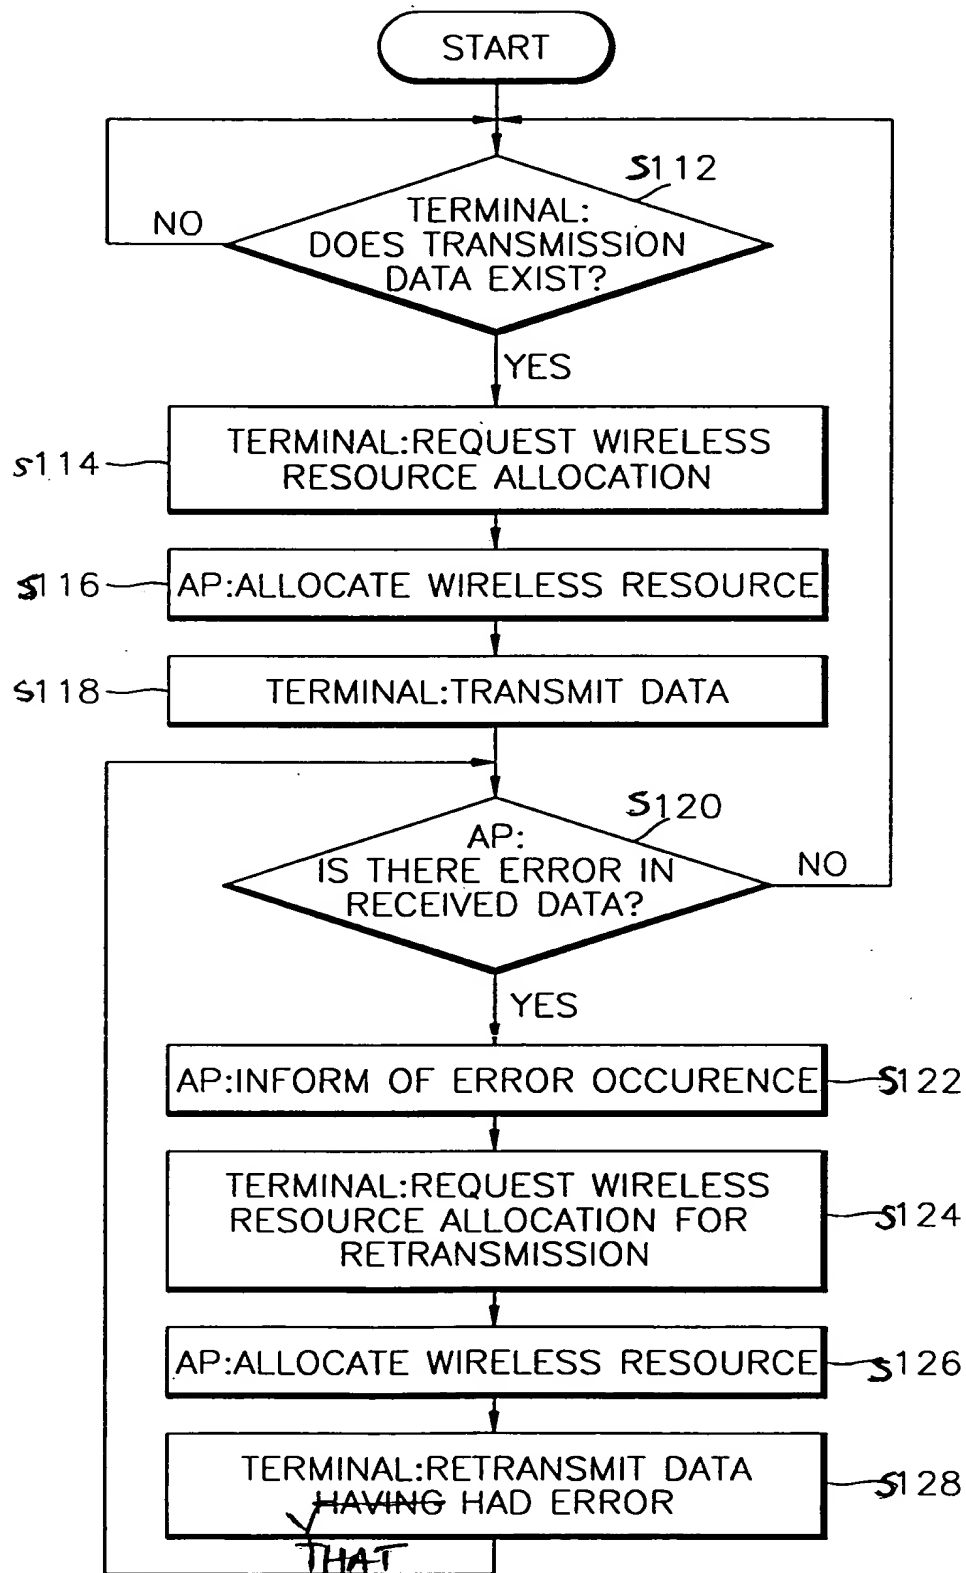 START
S112
TERMINAL:
DOES TRANSMISSION
DATA EXIST?
NO
YES
S114
TERMINAL:REQUEST WIRELESS
RESOURCE ALLOCATION
S116
AP:ALLOCATE WIRELESS RESOURCE
S118
TERMINAL:TRANSMIT DATA
S120
AP:
IS THERE ERROR IN
RECEIVED DATA?
NO
YES
AP:INFORM OF ERROR OCCURENCE
S122
TERMINAL:REQUEST WIRELESS
RESOURCE ALLOCATION FOR
RETRANSMISSION
S124
AP:ALLOCATE WIRELESS RESOURCE
S126
TERMINAL:RETRANSMIT DATA
HAVING HAD ERROR
THAT
S128